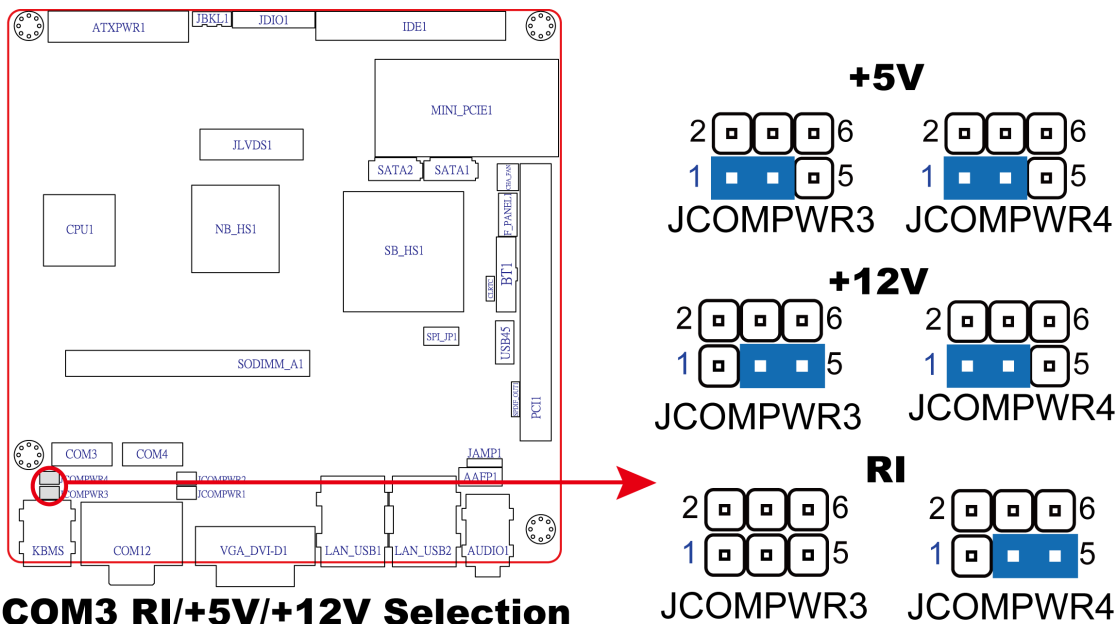 ATXPWR1
JBKL1
JDIO1
IDE1
MINI_PCIE1
JLVDS1
SATA2
SATA1
CHA_FAN
F_PANEL1
CPU1
NB_HS1
SB_HS1
BT1
CLRTC
SPI_JP1
USB45
SODIMM_A1
SPDIF_OUT
PCI1
COM3
COM4
JAMP1
AAFP1
JCOMPWR4
JCOMPWR2
JCOMPWR3
JCOMPWR1
KBMS
COM12
VGA_DVI-D1
LAN_USB1
LAN_USB2
AUDIO1
COM3 RI/+5V/+12V Selection
+5V
2 6 2 6
1 5 1 5
JCOMPWR3 JCOMPWR4
+12V
2 6 2 6
1 5 1 5
JCOMPWR3 JCOMPWR4
RI
2 6 2 6
1 5 1 5
JCOMPWR3 JCOMPWR4